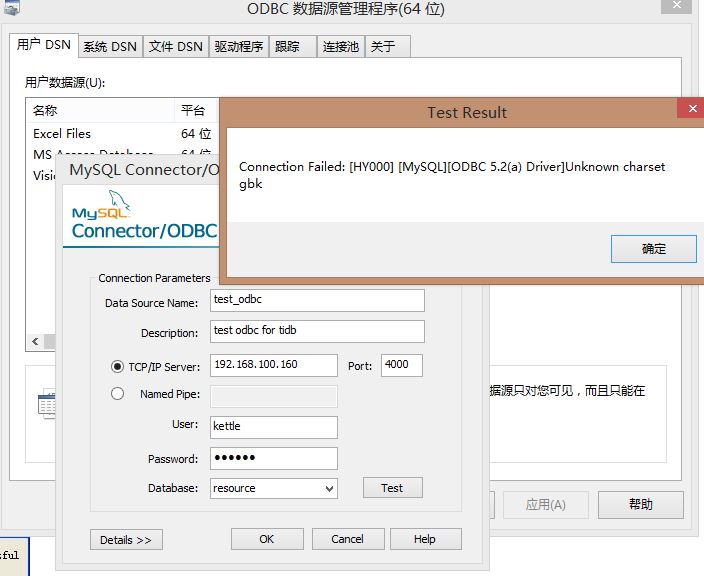 ODBC 数据源管理程序(64 位)
用户 DSN
系统 DSN
文件 DSN
驱动程序
跟踪
连接池
关于
用户数据源(U):
名称
平台
Excel Files
64 位
MS Access Database
64 位
Test Result
Connection Failed: [HY000] [MySQL][ODBC 5.2(a) Driver]Unknown charset
gbk
确定
MySQL Connector/O
MySQL
Connector/ODBC
Connection Parameters
Data Source Name:
test_odbc
Description:
test odbc for tidb
TCP/IP Server:
192.168.100.160
Port:
4000
Named Pipe:
User:
kettle
Password:
••••••
Database:
resource
Test
Details >>
OK
Cancel
Help
据源只对您可见，而且只能在
应用(A)
帮助